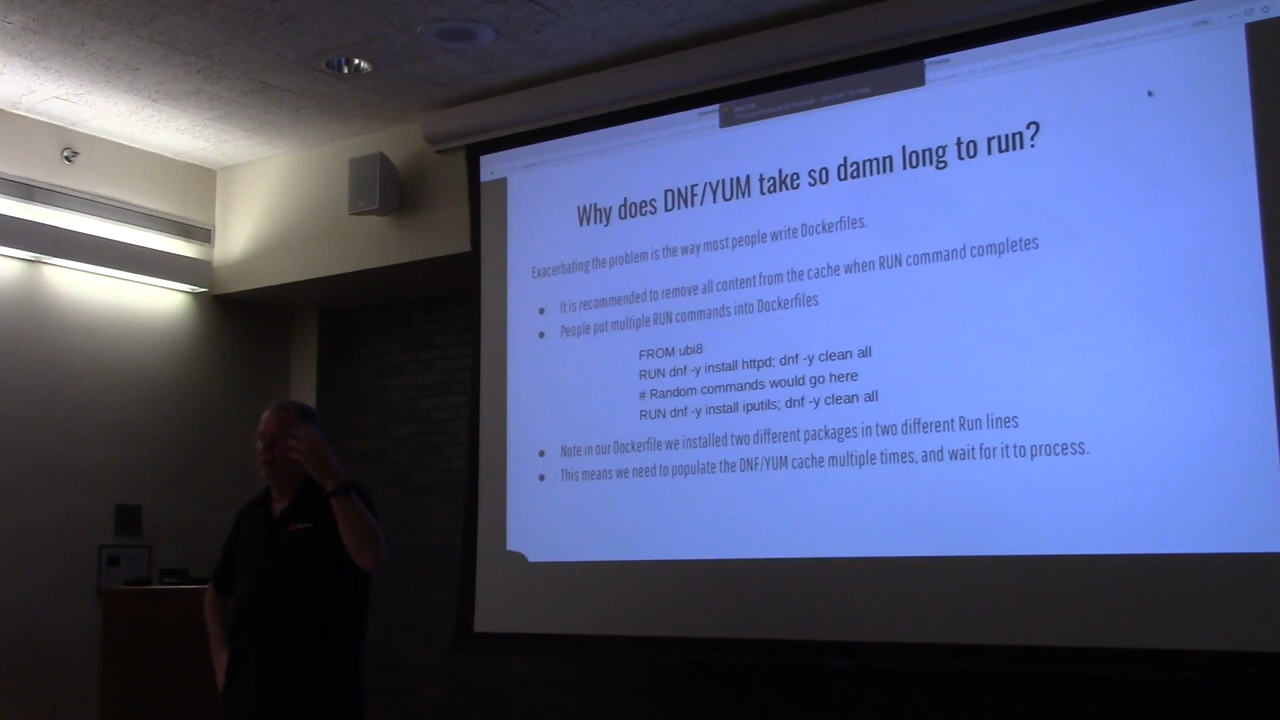 Why does DNF/YUM take so damn long to run?
Exacerbating the problem is the way most people write Dockerfiles.
● It is recommended to remove all content from the cache when RUN command completes
● People put multiple RUN commands into Dockerfiles
FROM ubi8
RUN dnf -y install httpd; dnf -y clean all
# Random commands would go here
RUN dnf -y install iputils; dnf -y clean all
● Note in our Dockerfile we installed two different packages in two different Run lines
● This means we need to populate the DNF/YUM cache multiple times, and wait for it to process.